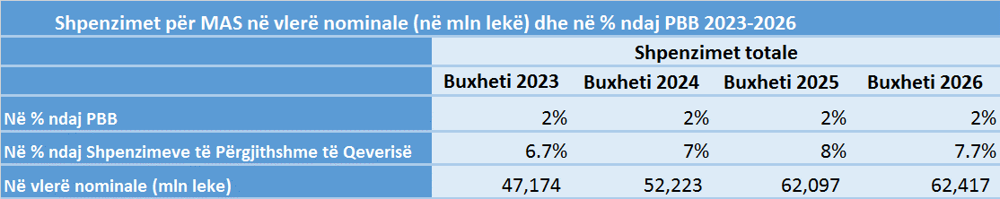 Shpenzimet për MAS në vlerë nominale (në mln lekë) dhe në % ndaj PBB 2023-2026
Shpenzimet totale
Buxheti 2023 Buxheti 2024 Buxheti 2025 Buxheti 2026
Në % ndaj PBB 2% 2% 2% 2%
Në % ndaj Shpenzimeve të Përgjithshme të Qeverisë 6.7% 7% 8% 7.7%
Në vlerë nominale (mln leke) 47,174 52,223 62,097 62,417